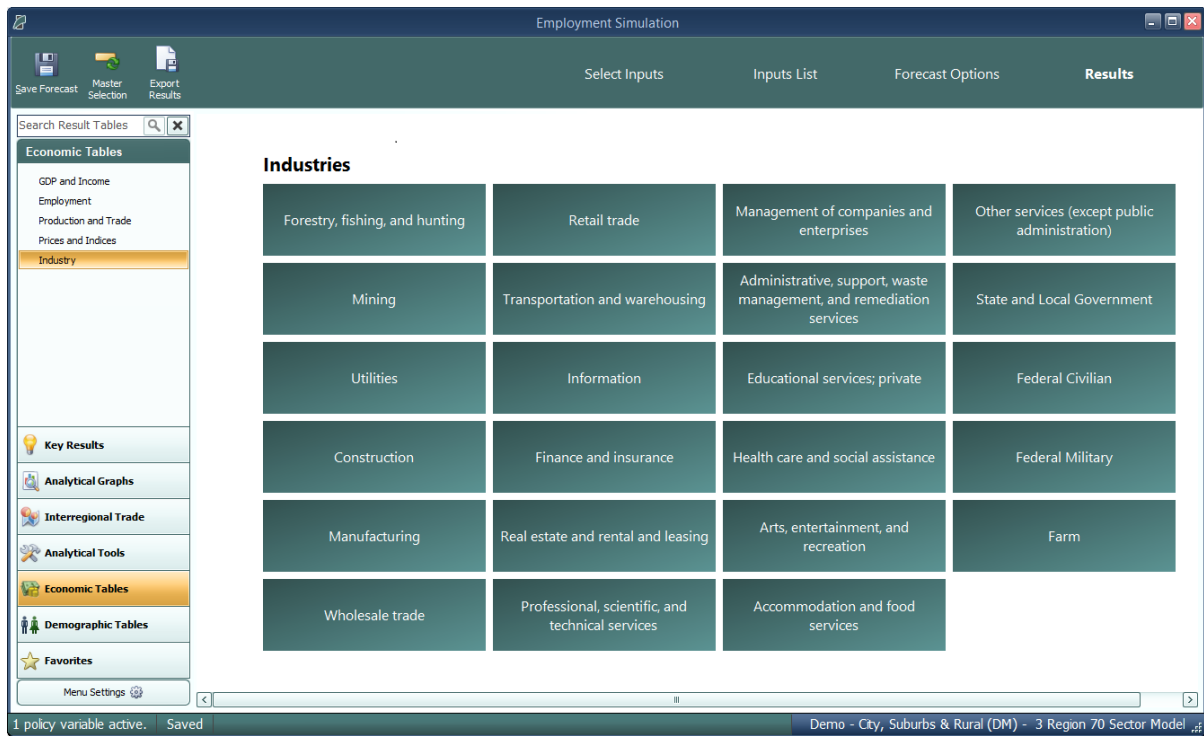 Employment Simulation
Save Forecast
Master
Selection
Export
Results
Select Inputs
Inputs List
Forecast Options
Results
Search Result Tables
Economic Tables
GDP and Income
Employment
Production and Trade
Prices and Indices
Industry
Key Results
Analytical Graphs
Interregional Trade
Analytical Tools
Economic Tables
Demographic Tables
Favorites
Menu Settings
Industries
Forestry, fishing, and hunting
Retail trade
Management of companies and
enterprises
Other services (except public
administration)
Mining
Transportation and warehousing
Administrative, support, waste
management, and remediation
services
State and Local Government
Utilities
Information
Educational services; private
Federal Civilian
Construction
Finance and insurance
Health care and social assistance
Federal Military
Manufacturing
Real estate and rental and leasing
Arts, entertainment, and
recreation
Farm
Wholesale trade
Professional, scientific, and
technical services
Accommodation and food
services
1 policy variable active.
Saved
Demo - City, Suburbs & Rural (DM) - 3 Region 70 Sector Model